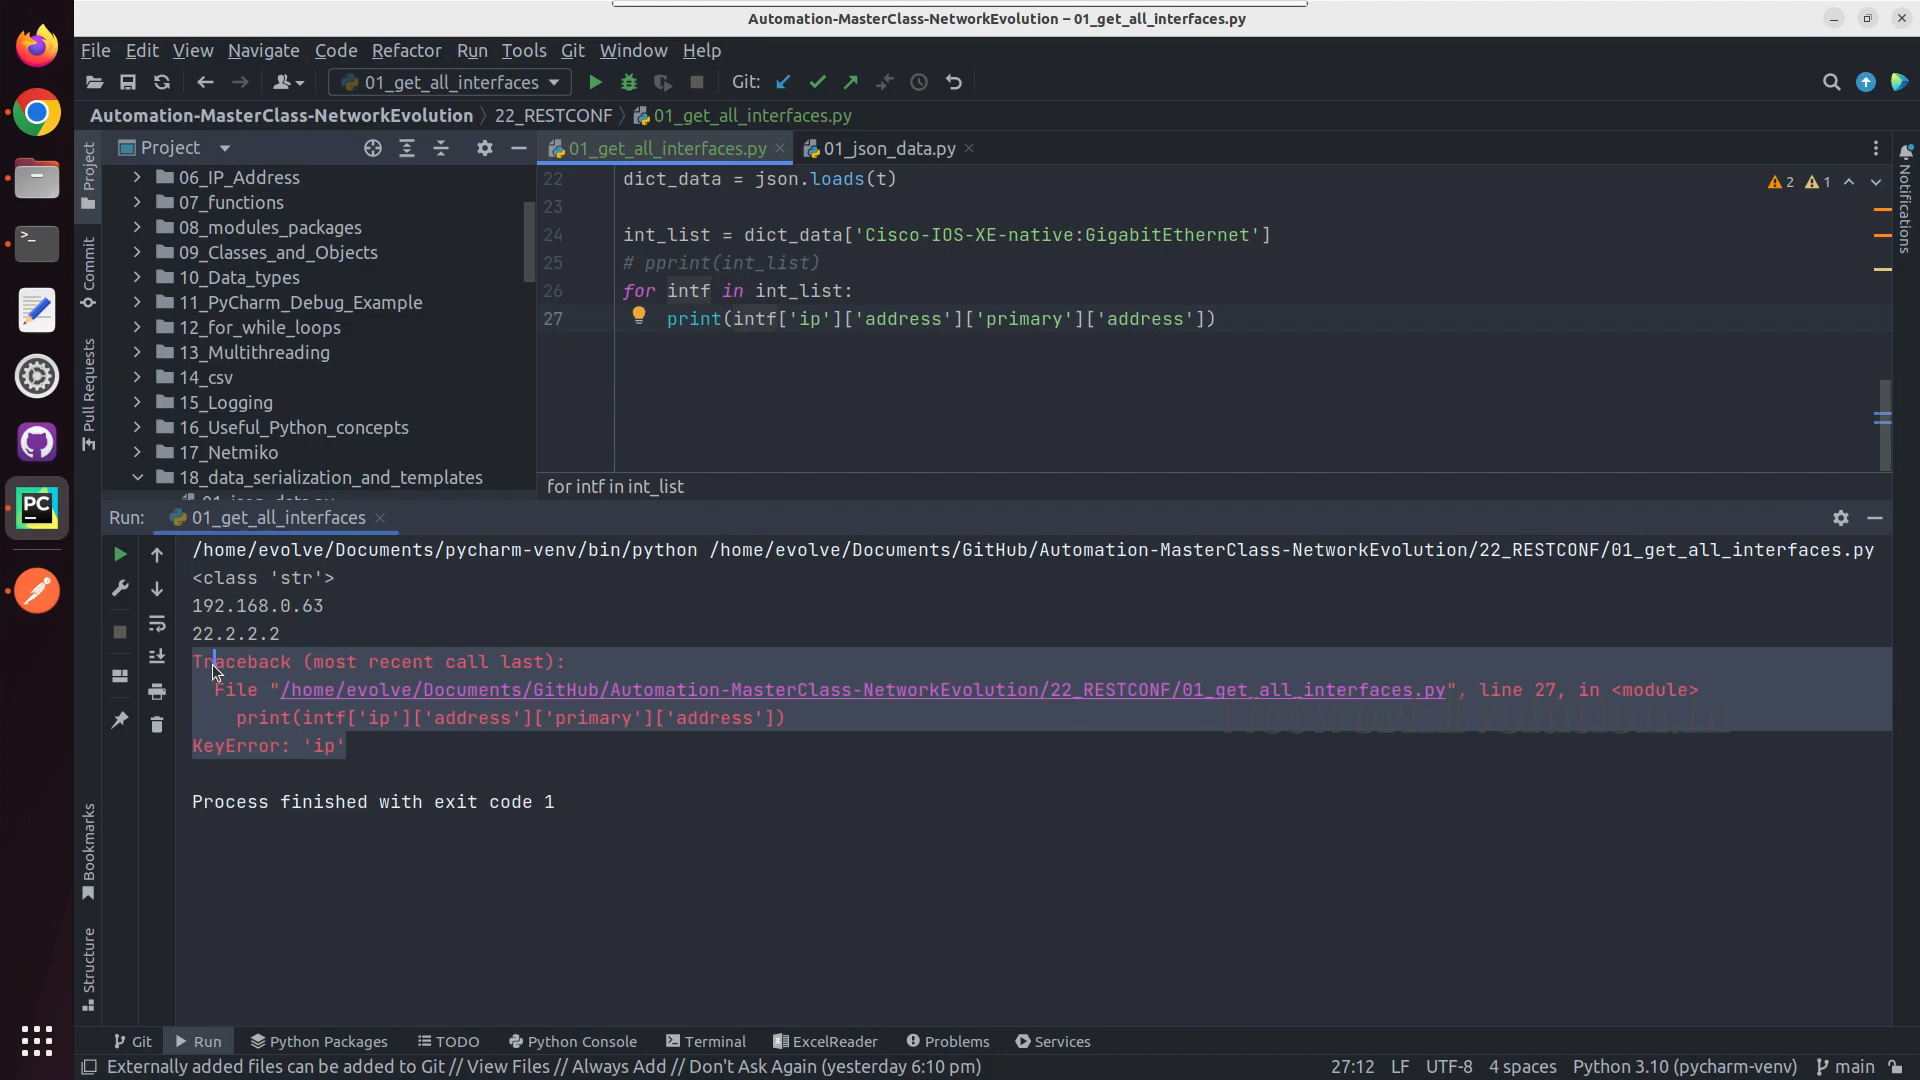 Automation-MasterClass-NetworkEvolution – 01_get_all_interfaces.py
File Edit View Navigate Code Refactor Run Tools Git Window Help
01_get_all_interfaces Git:
Automation-MasterClass-NetworkEvolution 22_RESTCONF 01_get_all_interfaces.py
Project
Commit
Pull Requests
Bookmarks
Structure
Notifications
Project
06_IP_Address
07_functions
08_modules_packages
09_Classes_and_Objects
10_Data_types
11_PyCharm_Debug_Example
12_for_while_loops
13_Multithreading
14_csv
15_Logging
16_Useful_Python_concepts
17_Netmiko
18_data_serialization_and_templates
01_json_data.py
01_get_all_interfaces.py 01_json_data.py
2 1
22 dict_data = json.loads(t)
23
24 int_list = dict_data['Cisco-IOS-XE-native:GigabitEthernet']
25 # pprint(int_list)
26 for intf in int_list:
27 print(intf['ip']['address']['primary']['address'])
for intf in int_list
Run: 01_get_all_interfaces
/home/evolve/Documents/pycharm-venv/bin/python /home/evolve/Documents/GitHub/Automation-MasterClass-NetworkEvolution/22_RESTCONF/01_get_all_interfaces.py
<class 'str'>
192.168.0.63
22.2.2.2
Traceback (most recent call last):
File "/home/evolve/Documents/GitHub/Automation-MasterClass-NetworkEvolution/22_RESTCONF/01_get_all_interfaces.py", line 27, in <module>
print(intf['ip']['address']['primary']['address'])
KeyError: 'ip'
Process finished with exit code 1
Git Run Python Packages TODO Python Console Terminal ExcelReader Problems Services
Externally added files can be added to Git // View Files // Always Add // Don't Ask Again (yesterday 6:10 pm) 27:12 LF UTF-8 4 spaces Python 3.10 (pycharm-venv) main
PC